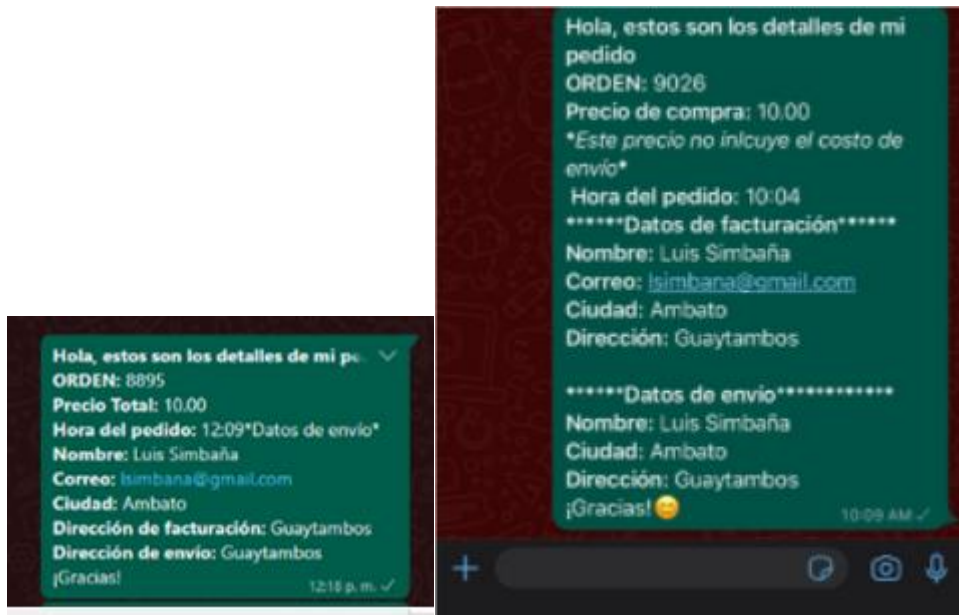 Hola, estos son los detalles de mi
ORDEN: 8895
Precio Total: 10.00
Hora del pedido: 12:09*Datos de envío*
Nombre: Luis Simbaña
Correo: lsimbana@gmail.com
Ciudad: Ambato
Dirección de facturación: Guaytambos
Dirección de envío: Guaytambos
¡Gracias!
12:18 p. m.
Hola, estos son los detalles de mi
pedido
ORDEN: 9026
Precio de compra: 10.00
*Este precio no inlcuye el costo de
envío*
Hora del pedido: 10:04
******Datos de facturación******
Nombre: Luis Simbaña
Correo: lsimbana@gmail.com
Ciudad: Ambato
Dirección: Guaytambos
******Datos de envio************
Nombre: Luis Simbaña
Ciudad: Ambato
Dirección: Guaytambos
¡Gracias!😊
10:09 AM